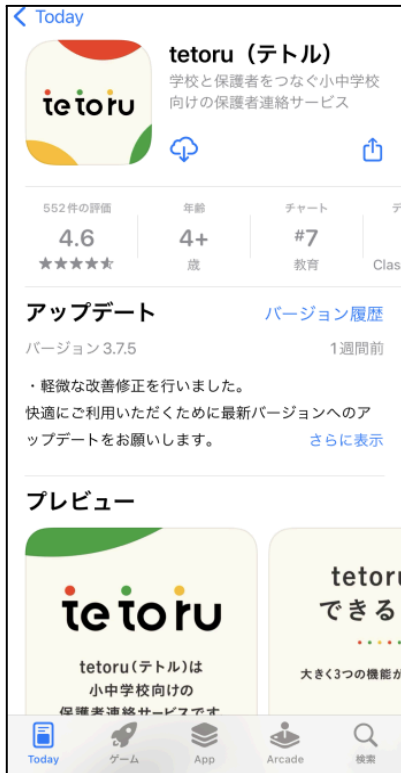 Today
tetoru（テトル）
学校と保護者をつなぐ小中学校
向けの保護者連絡サービス
tetoru
552件の評価
年齢
チャート
デ
4.6
4+
#7
歳
教育
Clas
アップデート
バージョン履歴
バージョン 3.7.5
1週間前
・軽微な改善修正を行いました。
快適にご利用いただくために最新バージョンへのア
ップデートをお願いします。
さらに表示
プレビュー
tetoru
tetoru(テトル)は
小中学校向けの
保護者連絡サービスです
tetoru
できる
大きく3つの機能が
Today
ゲーム
App
Arcade
検索